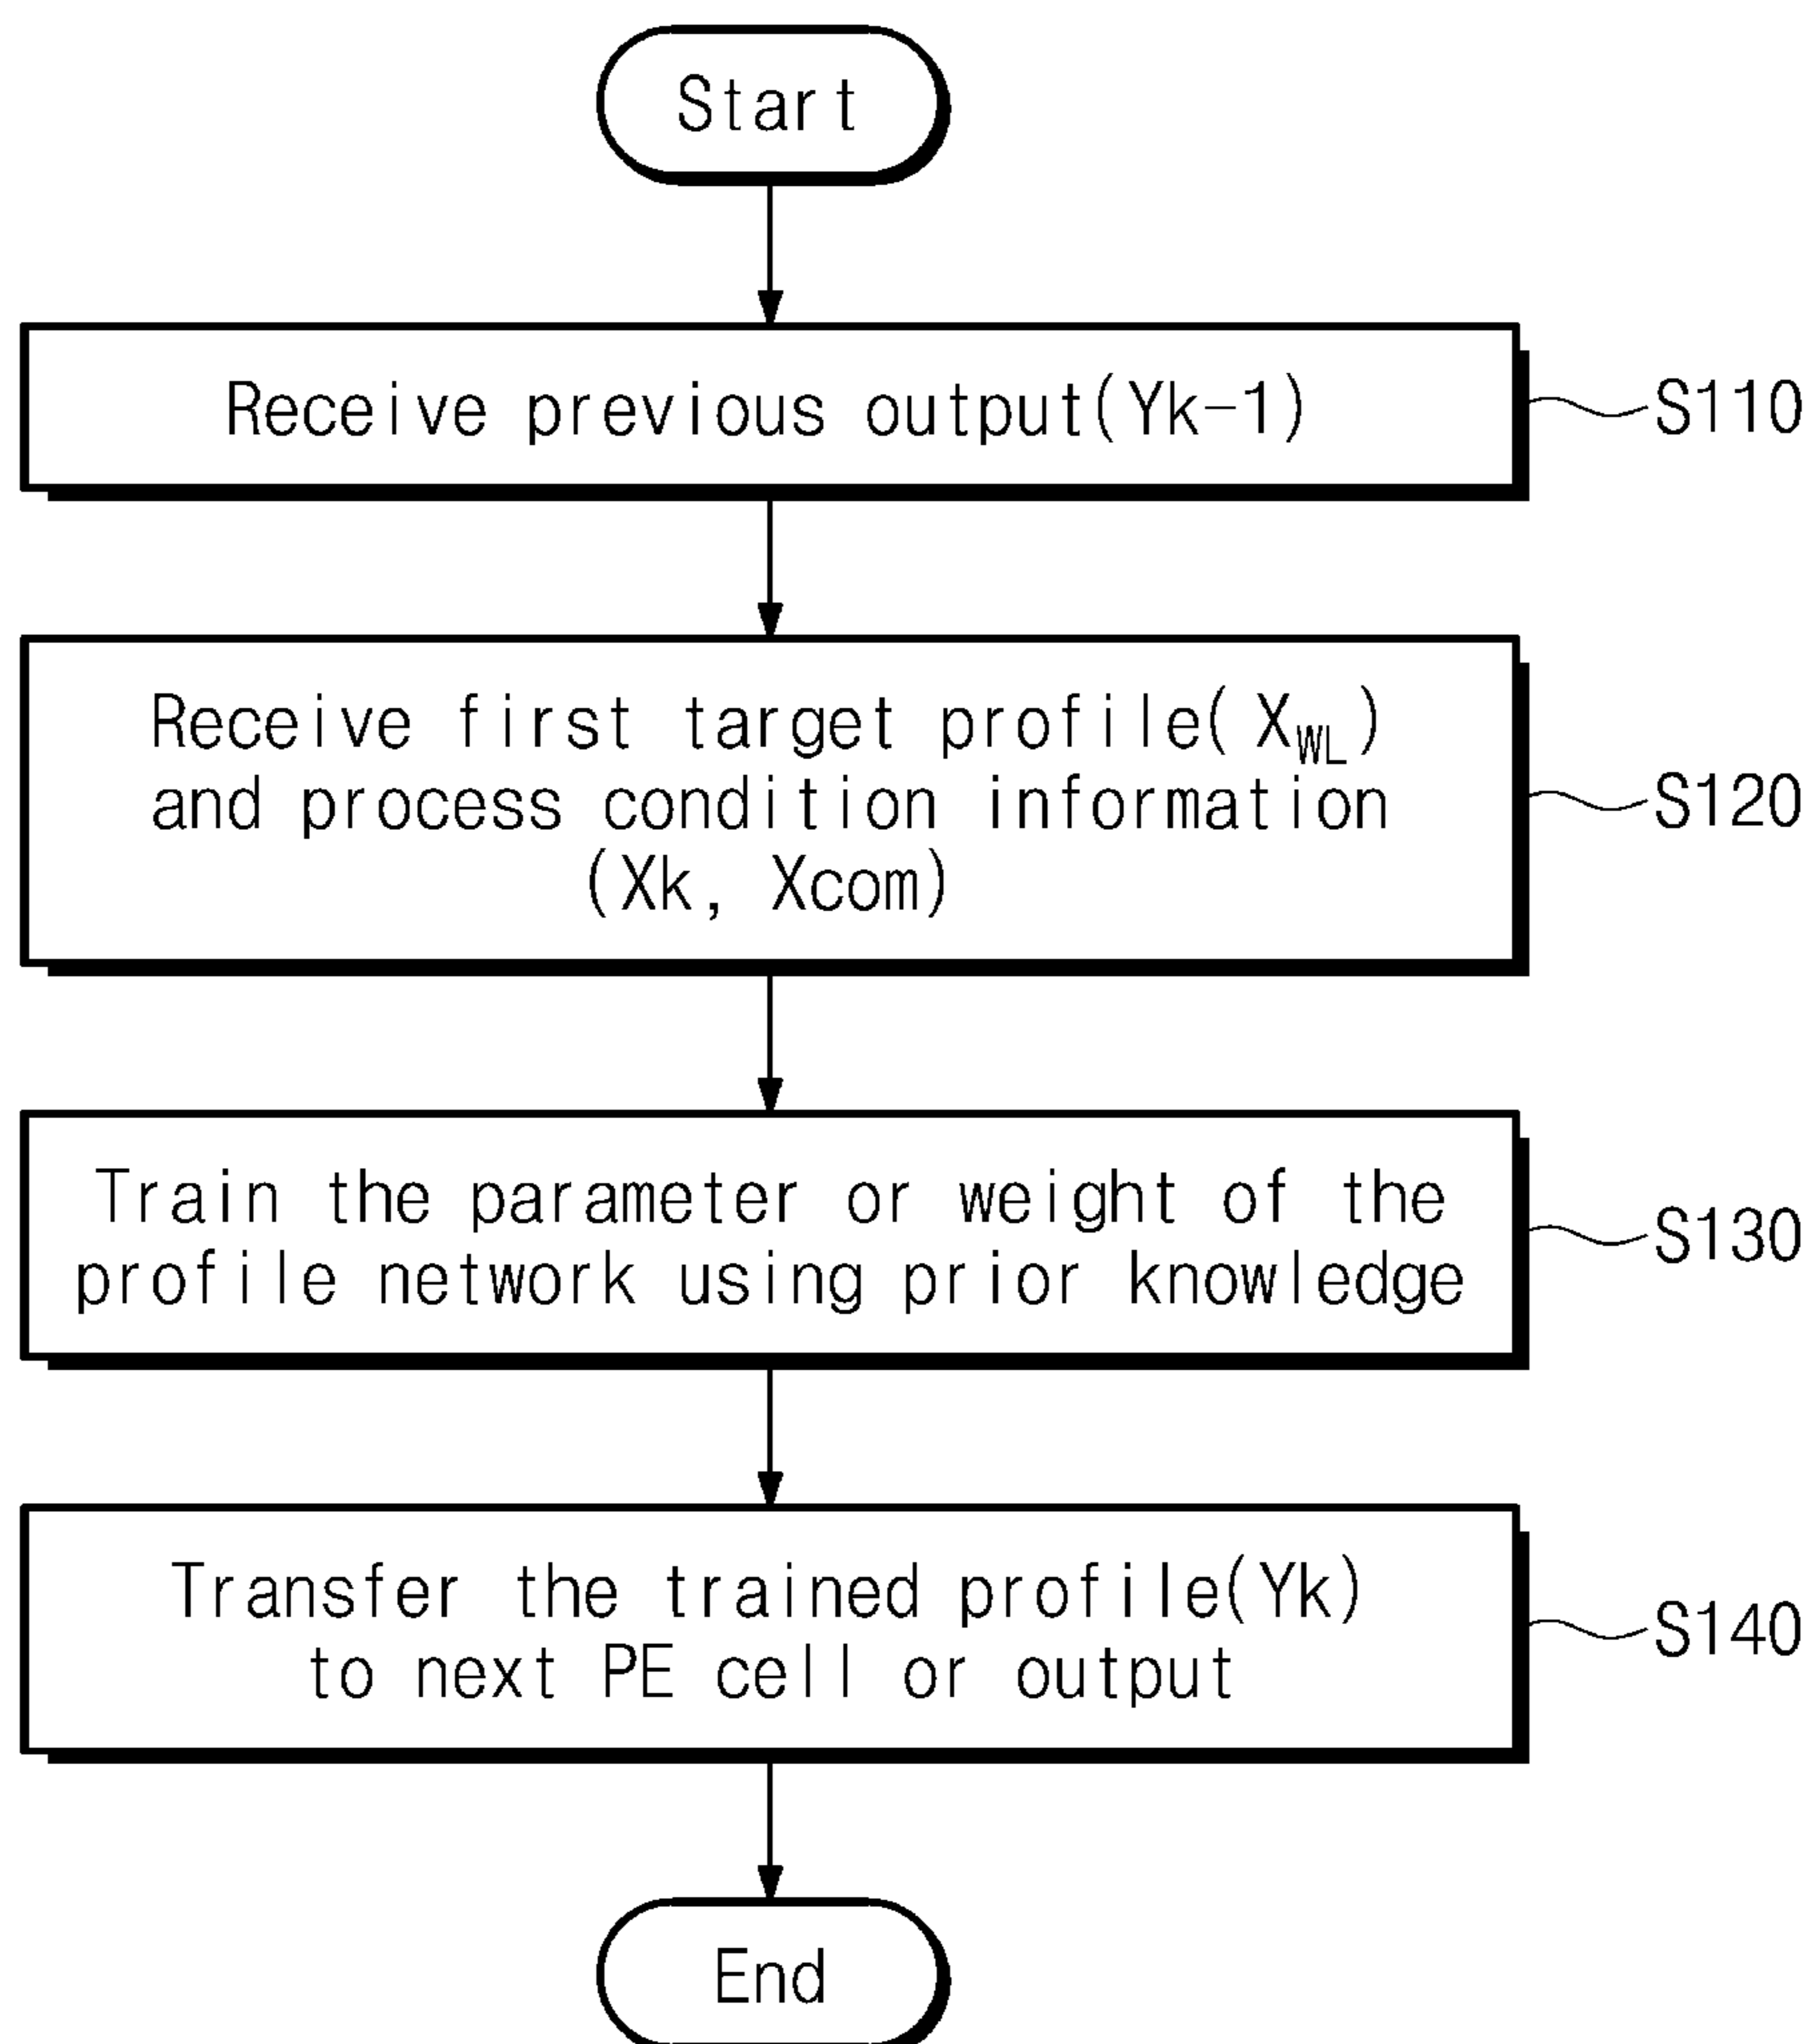 Start
Receive previous output(Yk-1)
S110
Receive first target profile(XWL)
and process condition information
(Xk, Xcom)
S120
Train the parameter or weight of the
profile network using prior knowledge
S130
Transfer the trained profile(Yk)
to next PE cell or output
S140
End